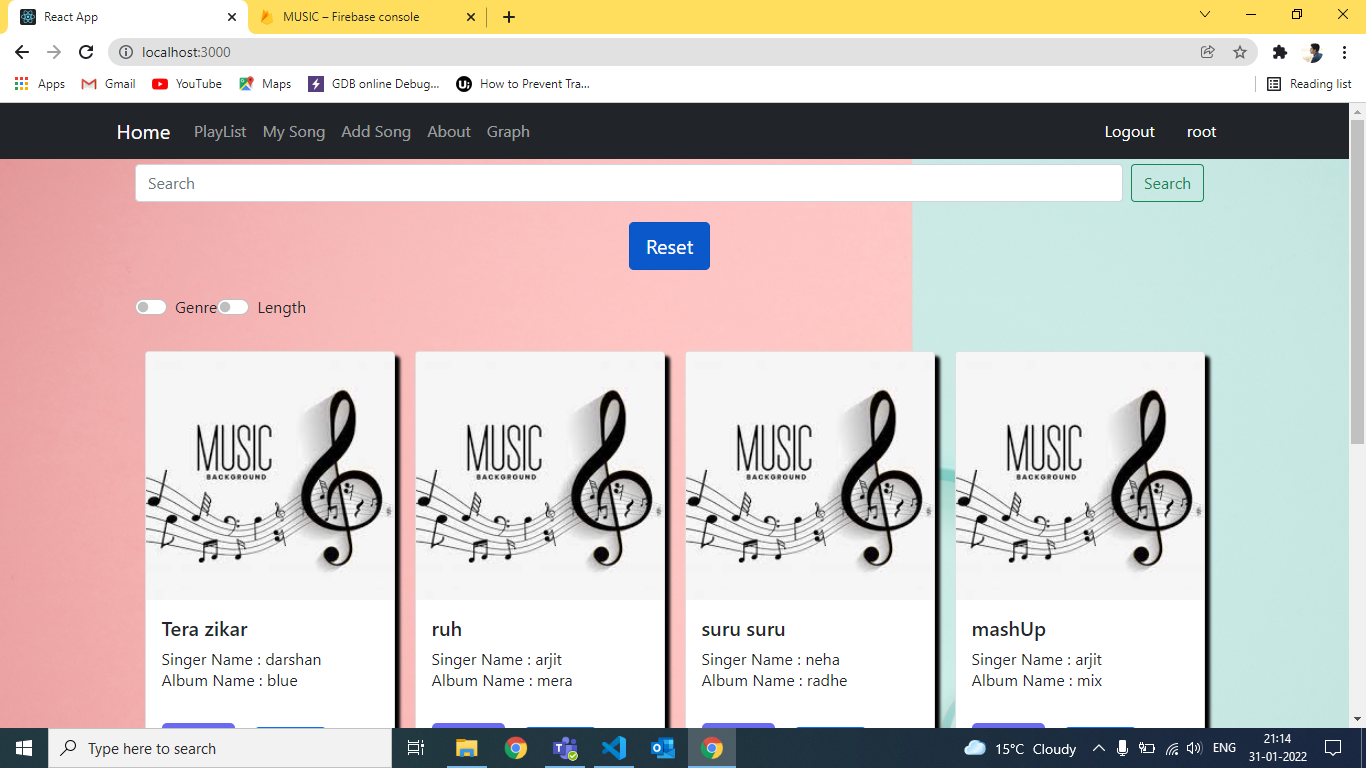 React App
MUSIC – Firebase console
localhost:3000
Apps Gmail YouTube Maps GDB online Debug... How to Prevent Tra... Reading list
Home PlayList My Song Add Song About Graph Logout root
Search Search
Reset
Genre Length
MUSIC BACKGROUND
MUSIC BACKGROUND
MUSIC BACKGROUND
MUSIC BACKGROUND
Tera zikar
Singer Name : darshan
Album Name : blue
ruh
Singer Name : arjit
Album Name : mera
suru suru
Singer Name : neha
Album Name : radhe
mashUp
Singer Name : arjit
Album Name : mix
Type here to search
15°C Cloudy
ENG
21:14
31-01-2022